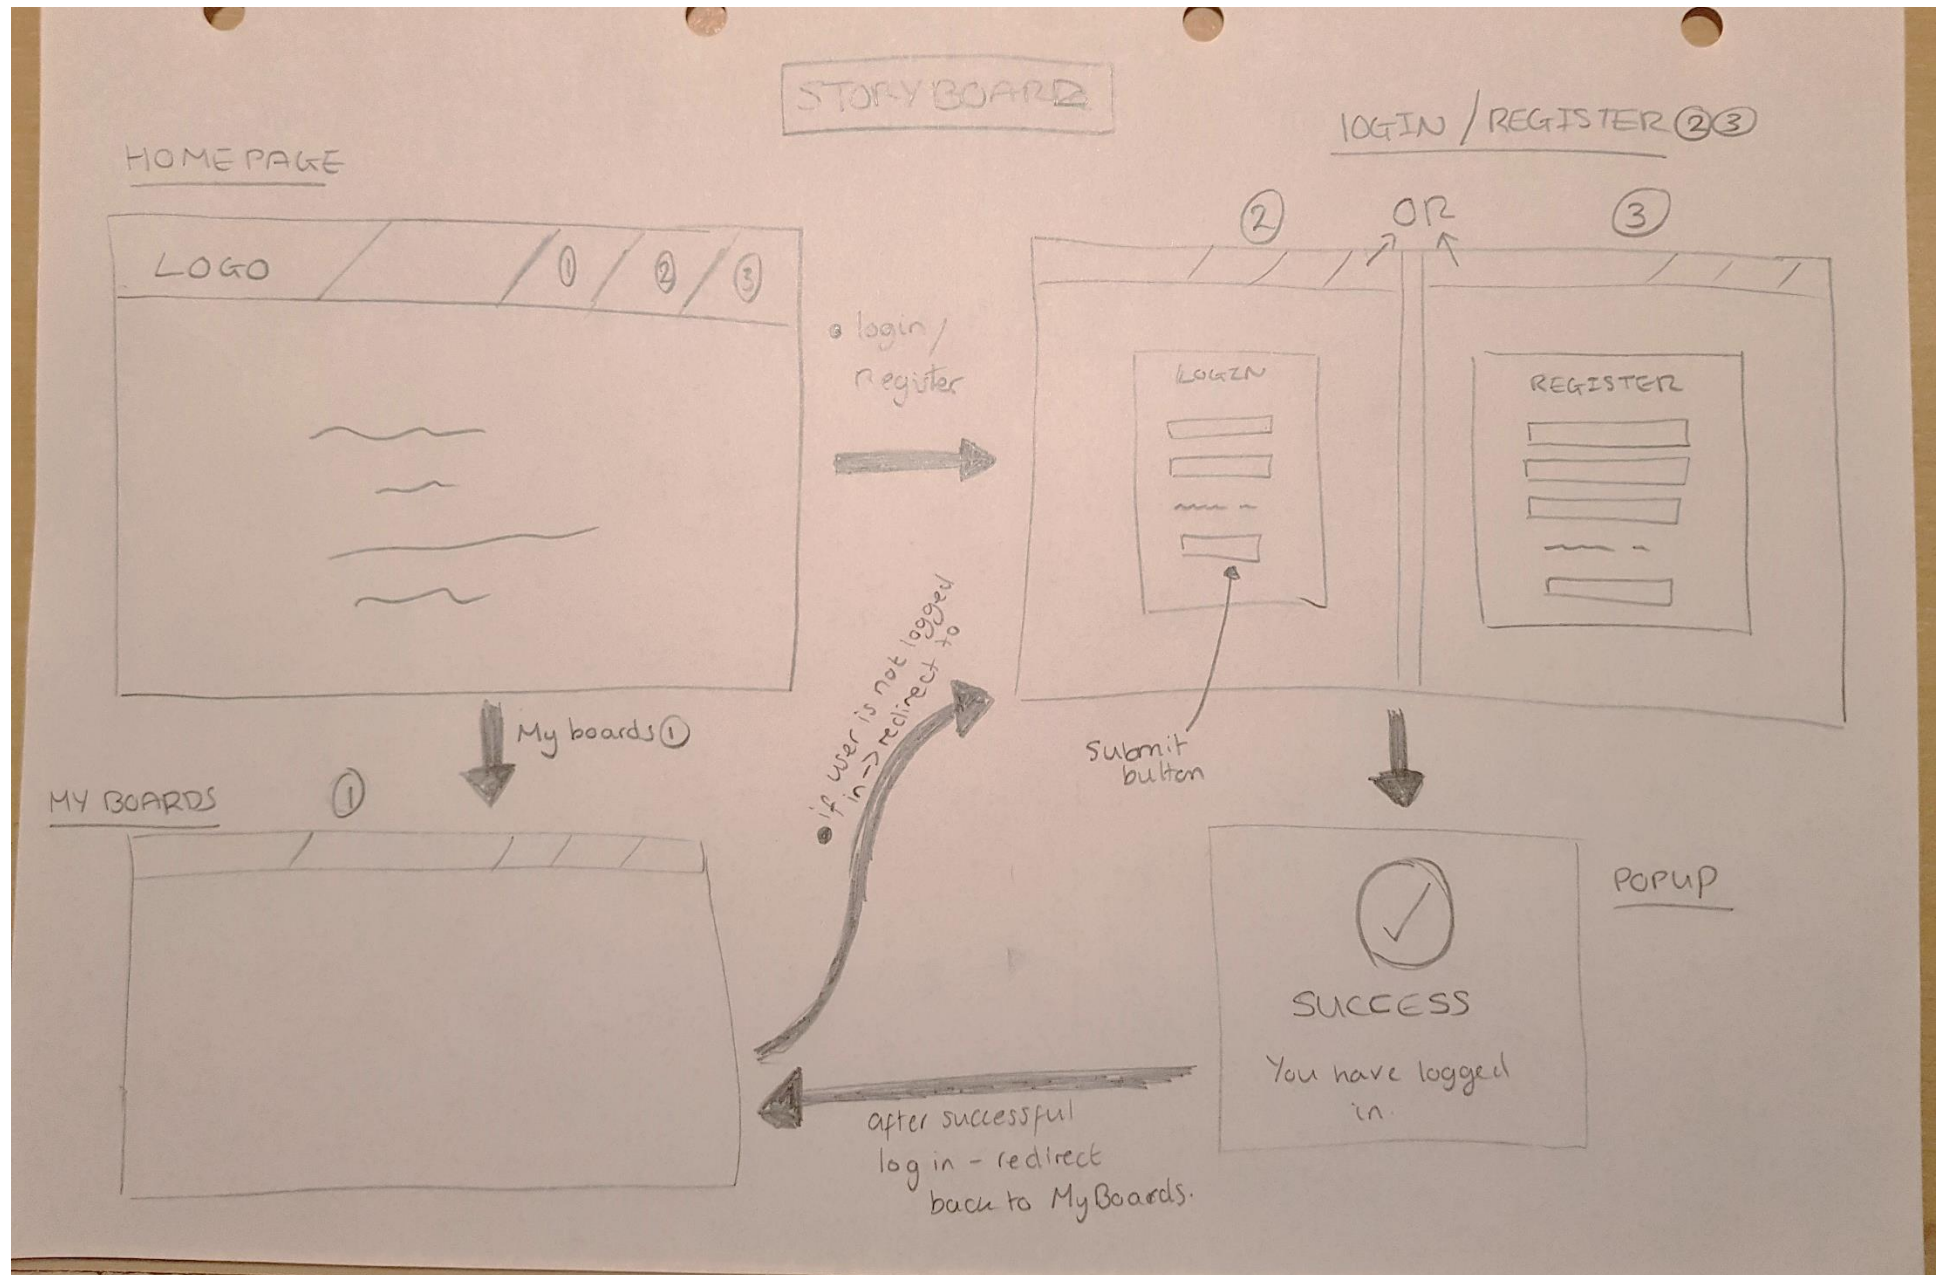 STORYBOARD
HOMEPAGE
LOGO
1
2
3
• login/
register
LOGIN / REGISTER 2 3
2
OR
3
LOGIN
REGISTER
submit
button
My boards 1
• if user is not logged
in -> redirect to
MY BOARDS
1
POPUP
SUCCESS
You have logged
in.
after successful
log in - redirect
back to MyBoards.